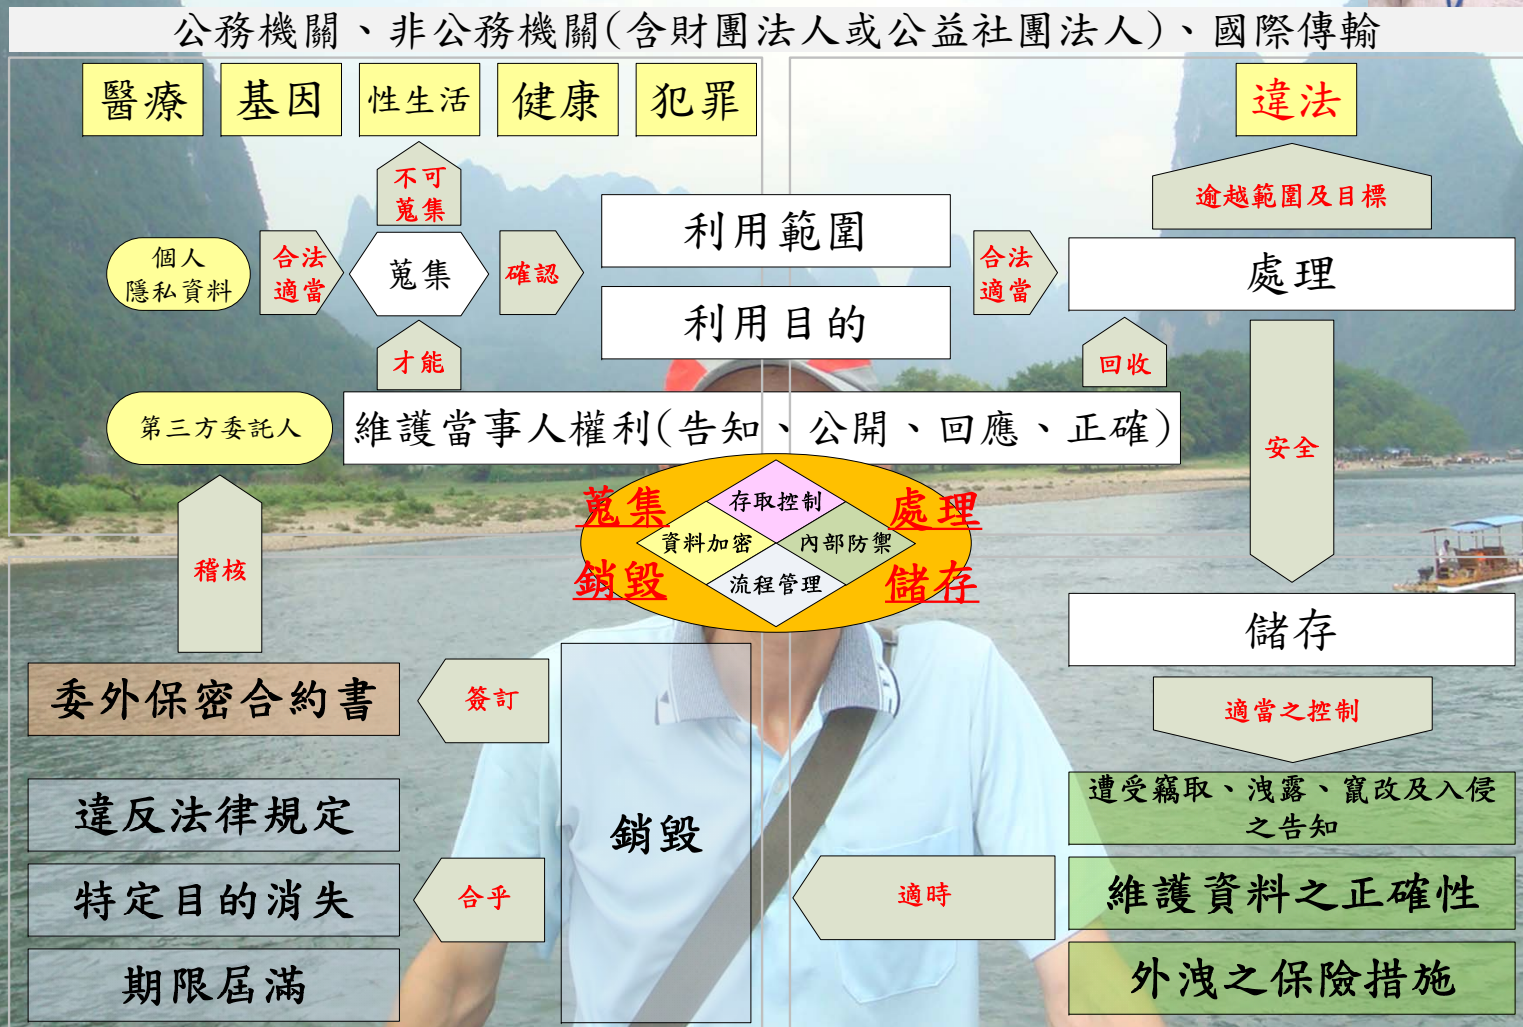 公務機關、非公務機關(含財團法人或公益社團法人)、國際傳輸
醫療
基因
性生活
健康
犯罪
違法
不可
蒐集
逾越範圍及目標
個人
隱私資料
合法
適當
蒐集
確認
利用範圍
利用目的
合法
適當
處理
才能
回收
第三方委託人
維護當事人權利(告知、公開、回應、正確)
安全
蒐集
處理
銷毀
儲存
存取控制
資料加密
內部防禦
流程管理
稽核
儲存
委外保密合約書
簽訂
適當之控制
銷毀
違反法律規定
特定目的消失
期限屆滿
合乎
適時
遭受竊取、洩露、竄改及入侵
之告知
維護資料之正確性
外洩之保險措施